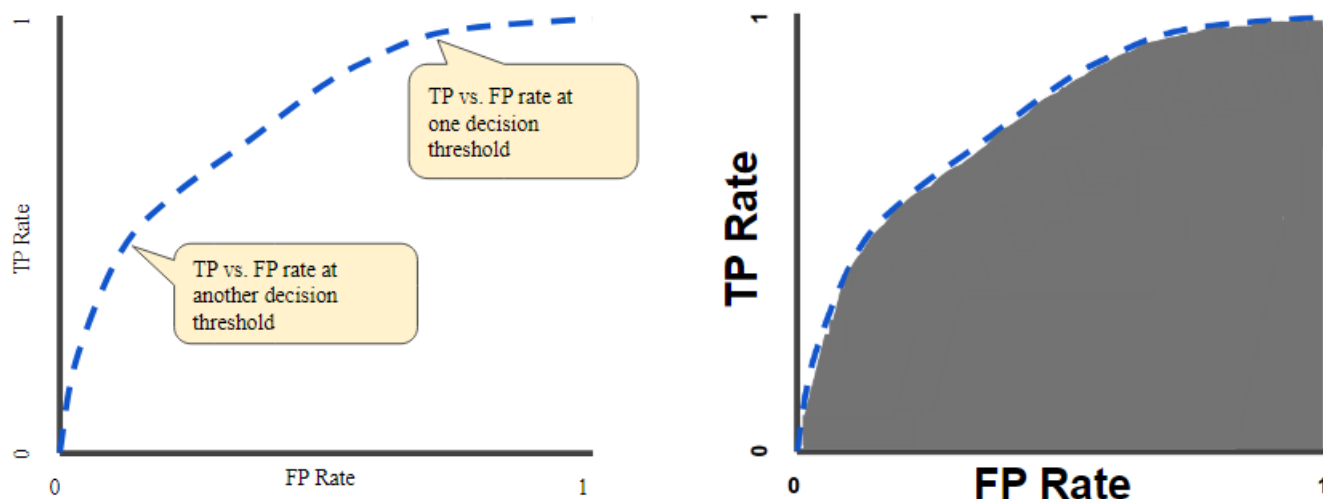 1
TP vs. FP rate at
one decision
threshold
TP Rate
TP vs. FP rate at
another decision
threshold
0
0
FP Rate
1
1
TP Rate
0
0
FP Rate
1